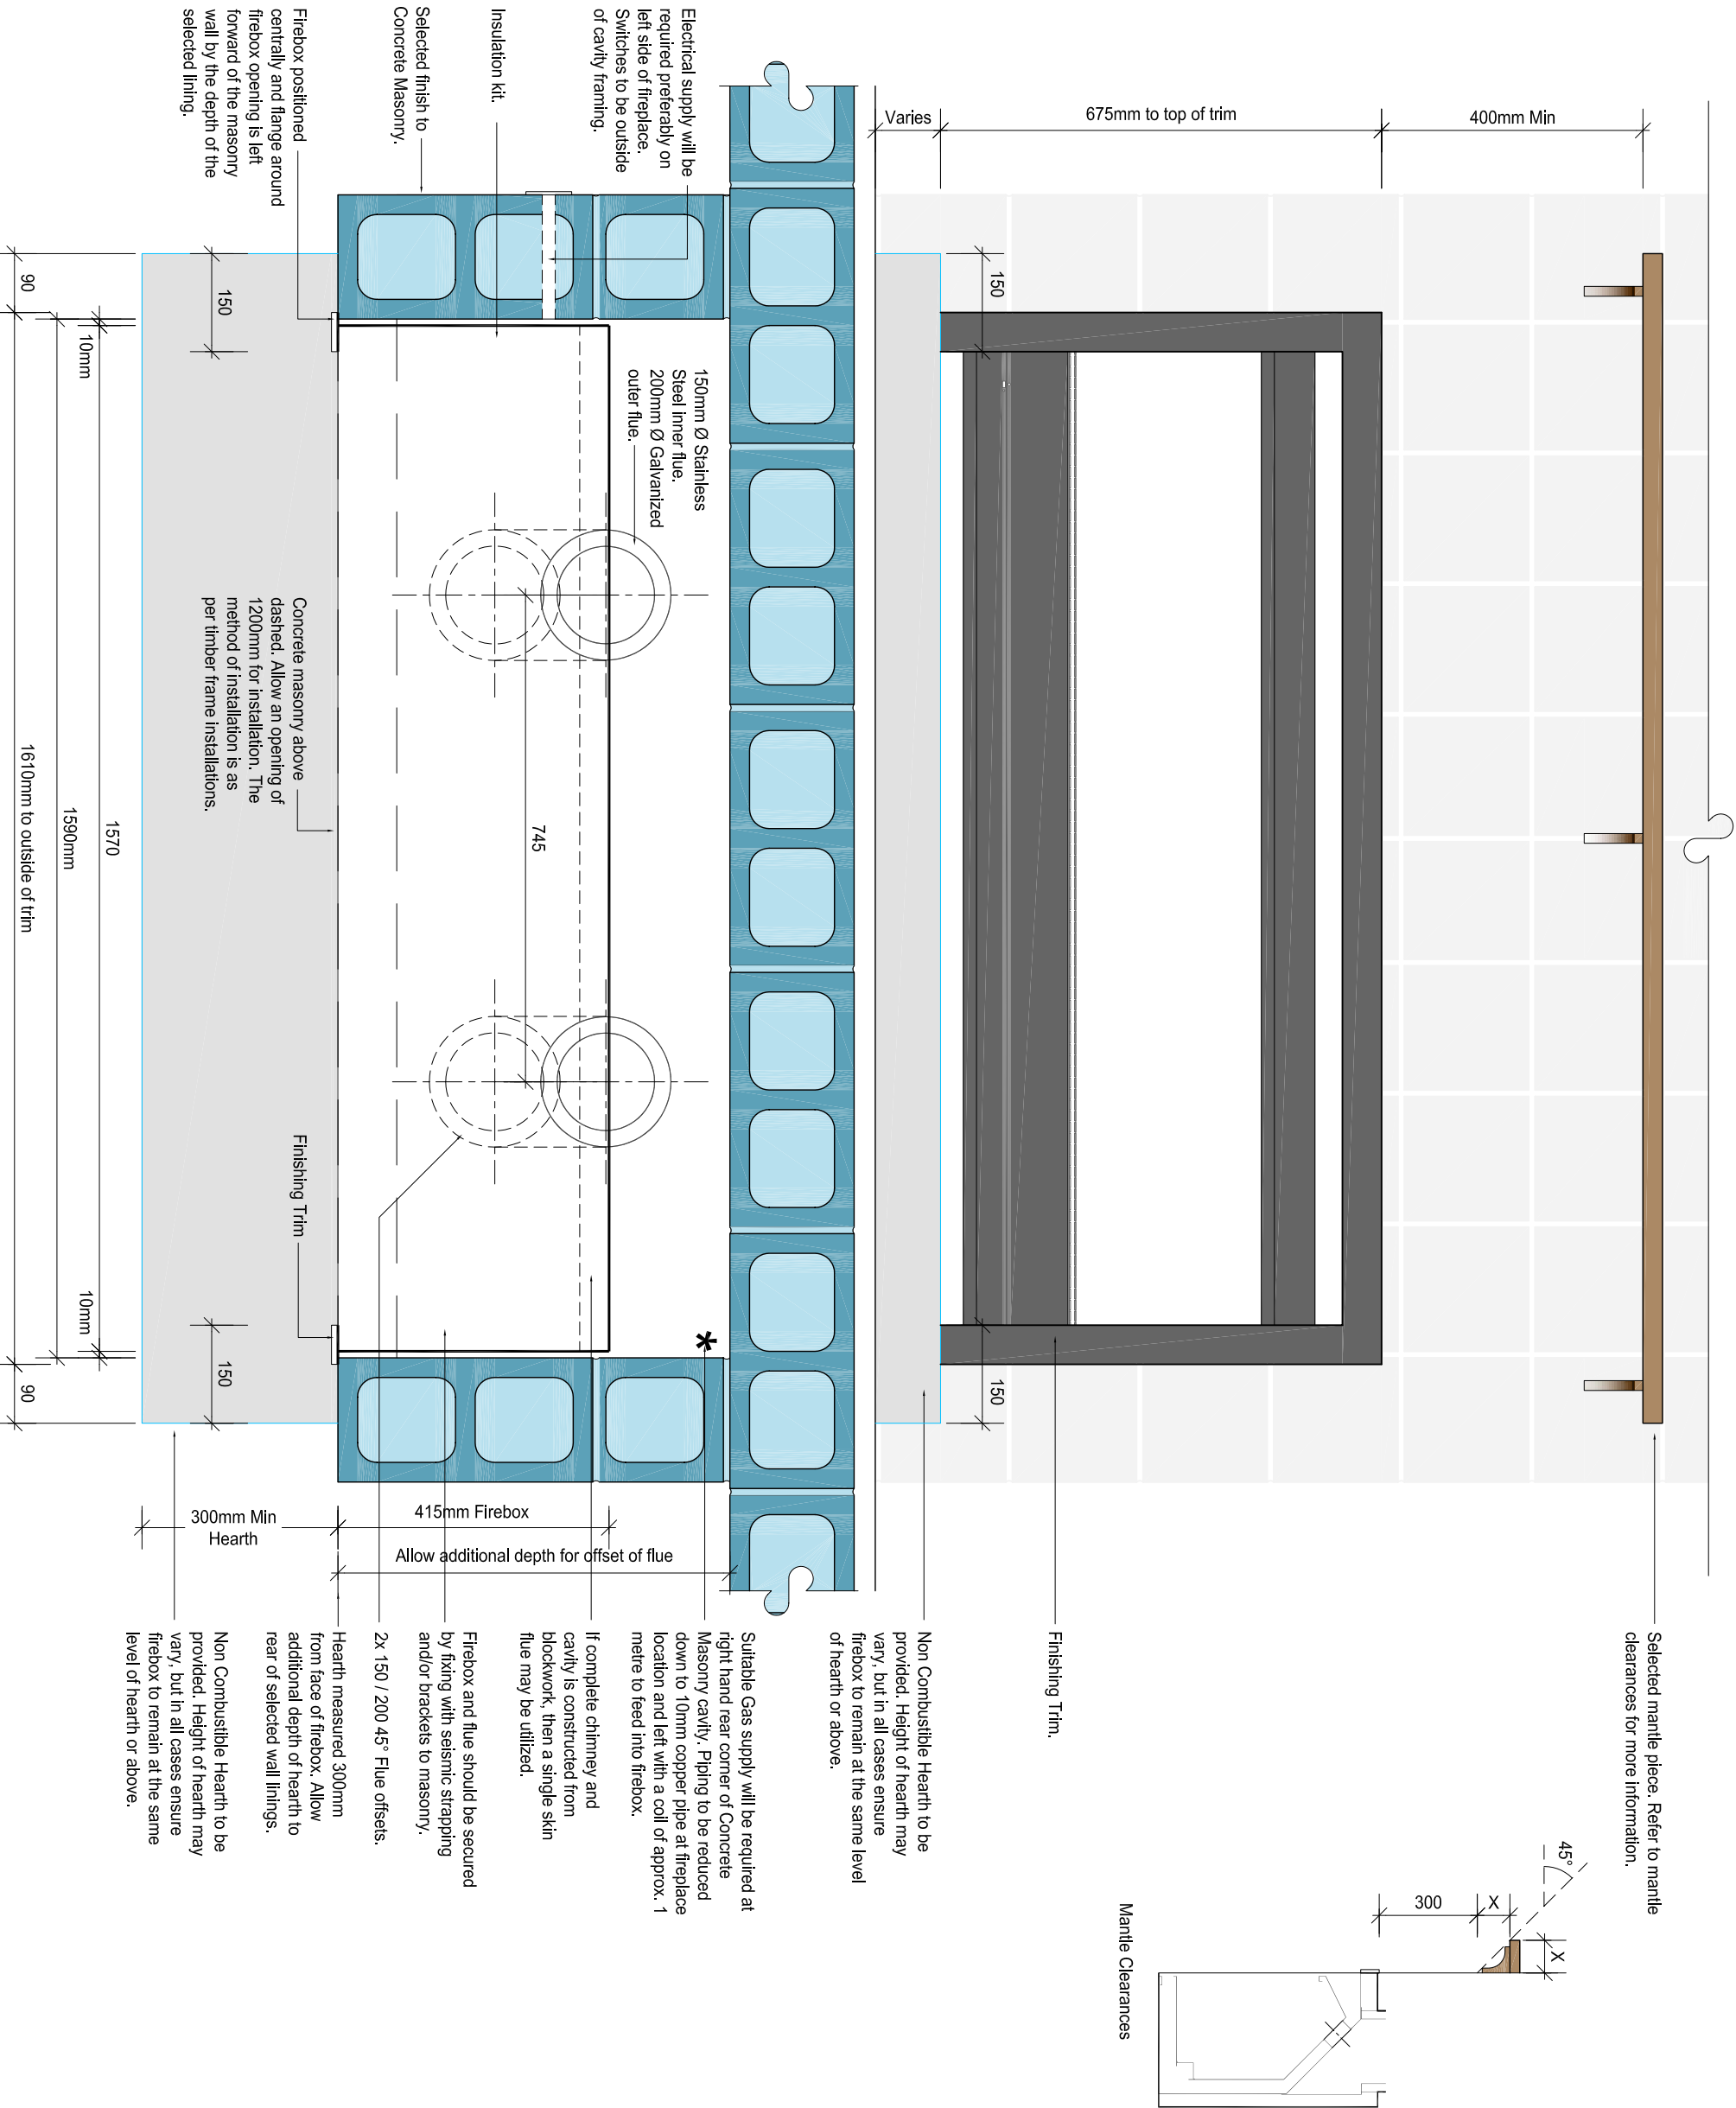 Selected mantle piece. Refer to mantle
clearances for more information.
400mm Min
675mm to top of trim
Varies
150
150
Finishing Trim.
Non Combustible Hearth to be
provided. Height of hearth may
vary, but in all cases ensure
firebox to remain at the same level
of hearth or above.
45°
X
X
300
Mantle Clearances
Electrical supply will be
required preferably on
left side of fireplace.
Switches to be outside
of cavity framing.
Insulation kit.
Selected finish to
Concrete Masonry.
Firebox positioned
centrally and flange around
firebox opening is left
forward of the masonry
wall by the depth of the
selected lining.
150mm Ø Stainless
Steel inner flue.
200mm Ø Galvanized
outer flue.
745
*
Suitable Gas supply will be required at
right hand rear corner of Concrete
Masonry cavity. Piping to be reduced
down to 10mm copper pipe at fireplace
location and left with a coil of approx. 1
metre to feed into firebox.
If complete chimney and
cavity is constructed from
blockwork, then a single skin
flue may be utilized.
Firebox and flue should be secured
by fixing with seismic strapping
and/or brackets to masonry.
2x 150 / 200 45° Flue offsets.
Hearth measured 300mm
from face of firebox. Allow
additional depth of hearth to
rear of selected wall linings.
Non Combustible Hearth to be
provided. Height of hearth may
vary, but in all cases ensure
firebox to remain at the same
level of hearth or above.
Allow additional depth for offset of flue
415mm Firebox
300mm Min
Hearth
Concrete masonry above
dashed. Allow an opening of
1200mm for installation. The
method of installation is as
per timber frame installations.
Finishing Trim
150
150
10mm
1570
10mm
1590mm
90
1610mm to outside of trim
90